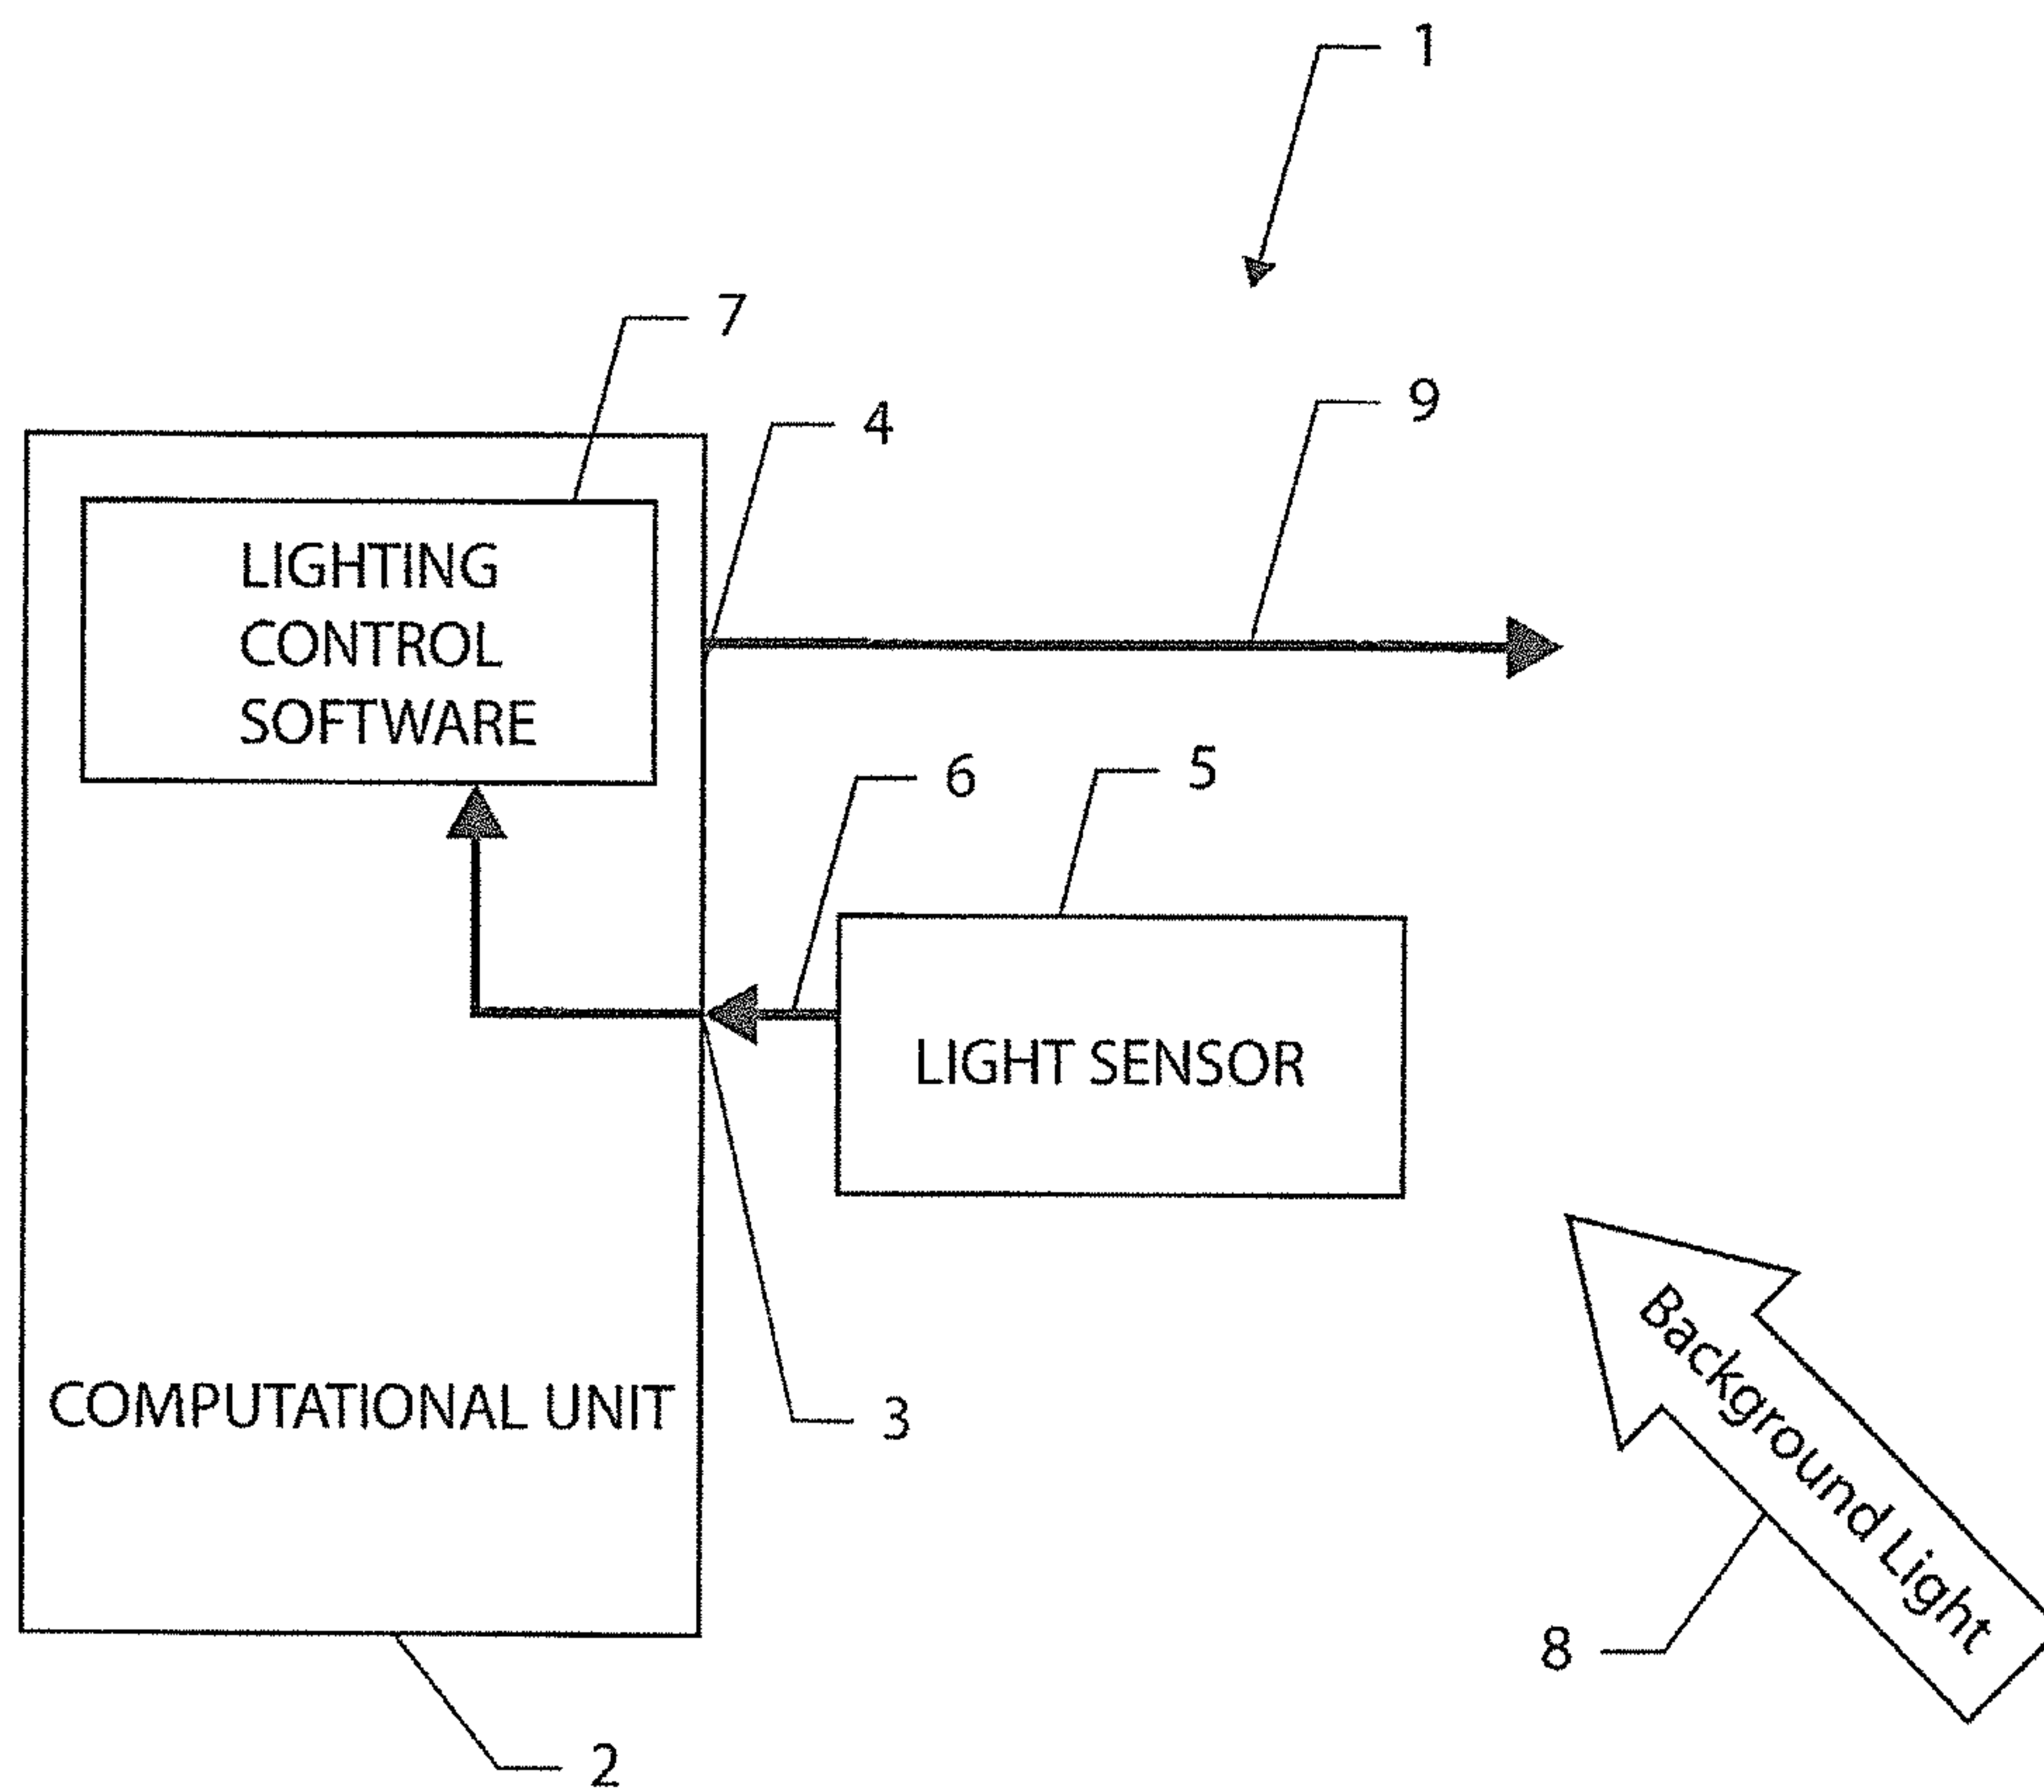 1
7
4
9
LIGHTING
CONTROL
SOFTWARE
6
5
LIGHT SENSOR
COMPUTATIONAL UNIT
3
Background Light
8
2